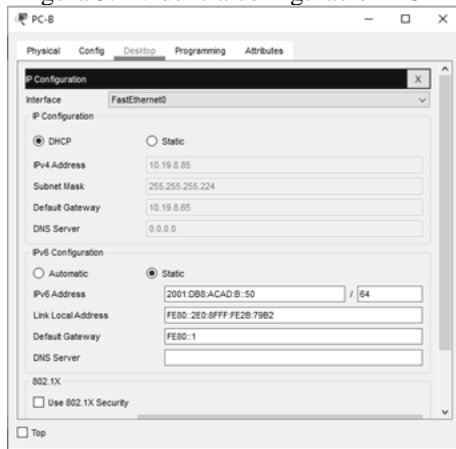 PC-B
Physical Config Desktop Programming Attributes
IP Configuration X
Interface FastEthernet0
IP Configuration
DHCP Static
IPv4 Address 10.19.8.85
Subnet Mask 255.255.255.224
Default Gateway 10.19.8.65
DNS Server 0.0.0.0
IPv6 Configuration
Automatic Static
IPv6 Address 2001:DB8:ACAD:B::50 / 64
Link Local Address FE80::2E0:8FFF:FE2B:79B2
Default Gateway FE80::1
DNS Server
802.1X
Use 802.1X Security
Top